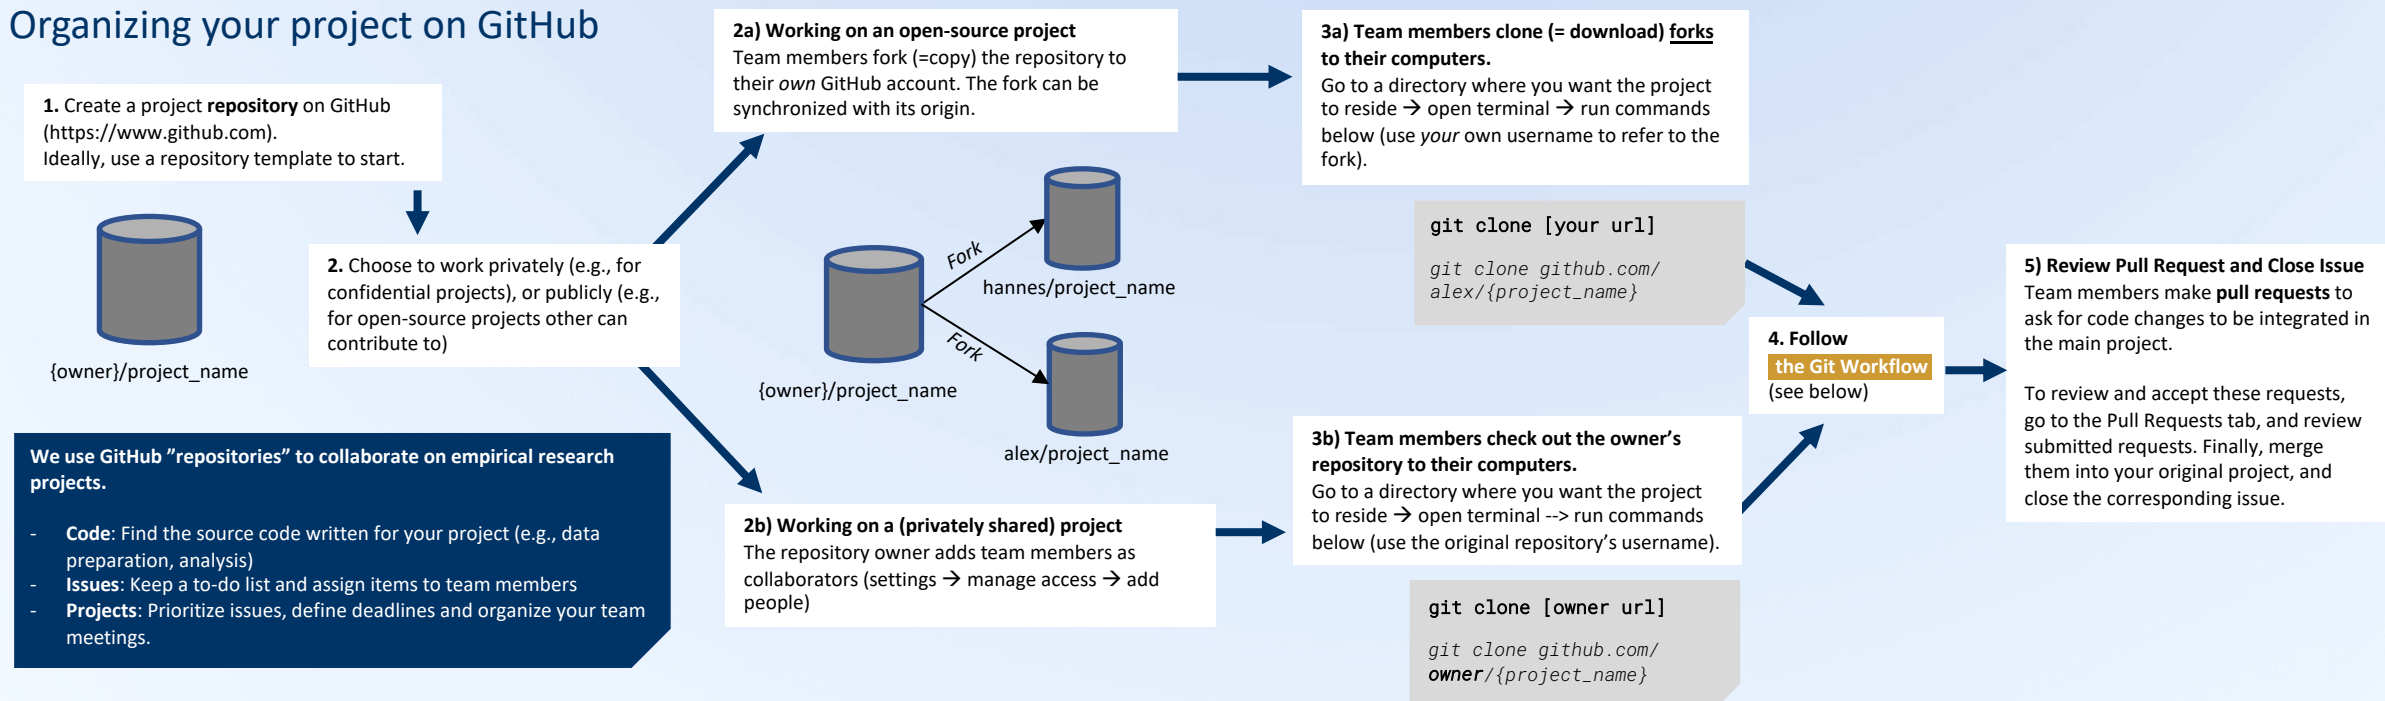 Organizing your project on GitHub
1. Create a project repository on GitHub
(https://www.github.com).
Ideally, use a repository template to start.
{owner}/project_name
2. Choose to work privately (e.g., for
confidential projects), or publicly (e.g.,
for open-source projects other can
contribute to)
We use GitHub ”repositories” to collaborate on empirical research
projects.
- Code: Find the source code written for your project (e.g., data
preparation, analysis)
- Issues: Keep a to-do list and assign items to team members
- Projects: Prioritize issues, define deadlines and organize your team
meetings.
2a) Working on an open-source project
Team members fork (=copy) the repository to
their own GitHub account. The fork can be
synchronized with its origin.
Fork
hannes/project_name
{owner}/project_name
Fork
alex/project_name
2b) Working on a (privately shared) project
The repository owner adds team members as
collaborators (settings → manage access → add
people)
3a) Team members clone (= download) forks
to their computers.
Go to a directory where you want the project
to reside → open terminal → run commands
below (use your own username to refer to the
fork).
git clone [your url]
git clone github.com/
alex/{project_name}
3b) Team members check out the owner’s
repository to their computers.
Go to a directory where you want the project
to reside → open terminal --> run commands
below (use the original repository’s username).
git clone [owner url]
git clone github.com/
owner/{project_name}
4. Follow
the Git Workflow
(see below)
5) Review Pull Request and Close Issue
Team members make pull requests to
ask for code changes to be integrated in
the main project.
To review and accept these requests,
go to the Pull Requests tab, and review
submitted requests. Finally, merge
them into your original project, and
close the corresponding issue.